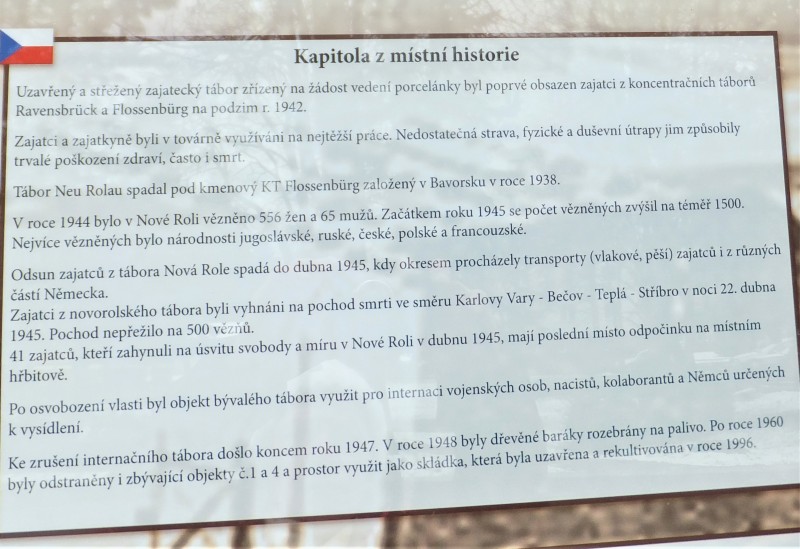 Kapitola z místní historie
Uzavřený a střežený zajatecký tábor zřízený na žádost vedení porcelánky byl poprvé obsazen zajatci z koncentračních táborů
Ravensbrück a Flossenbürg na podzim r. 1942.
Zajatci a zajatkyně byli v továrně využíváni na nejtěžší práce. Nedostatečná strava, fyzické a duševní útrapy jim způsobily
trvalé poškození zdraví, často i smrt.
Tábor Neu Rolau spadal pod kmenový KT Flossenbürg založený v Bavorsku v roce 1938.
V roce 1944 bylo v Nové Roli vězněno 556 žen a 65 mužů. Začátkem roku 1945 se počet vězněných zvýšil na téměř 1500.
Nejvíce vězněných bylo národnosti jugoslávské, ruské, české, polské a francouzské.
Odsun zajatců z tábora Nová Role spadá do dubna 1945, kdy okresem procházely transporty (vlakové, pěší) zajatců i z různých
částí Německa.
Zajatci z novorolského tábora byli vyhnáni na pochod smrti ve směru Karlovy Vary - Bečov - Teplá - Stříbro v noci 22. dubna
1945. Pochod nepřežilo na 500 vězňů.
41 zajatců, kteří zahynuli na úsvitu svobody a míru v Nové Roli v dubnu 1945, mají poslední místo odpočinku na místním
hřbitově.
Po osvobození vlasti byl objekt bývalého tábora využit pro internaci vojenských osob, nacistů, kolaborantů a Němců určených
k vysídlení.
Ke zrušení internačního tábora došlo koncem roku 1947. V roce 1948 byly dřevěné baráky rozebrány na palivo. Po roce 1960
byly odstraněny i zbývající objekty č.1 a 4 a prostor využit jako skládka, která byla uzavřena a rekultivována v roce 1996.